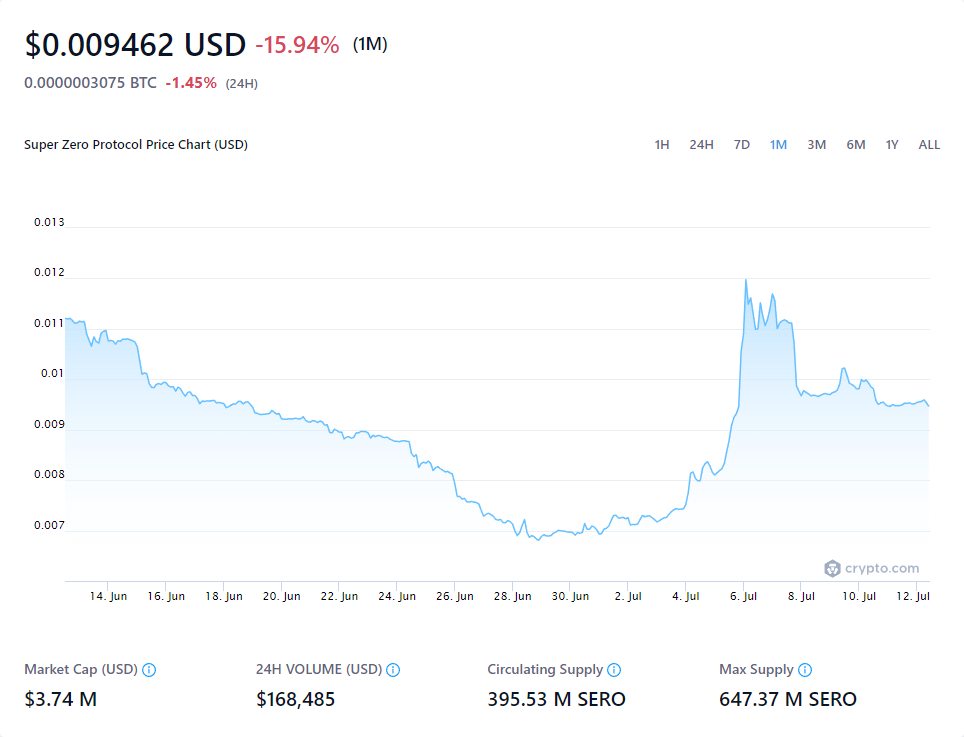 $0.009462 USD -15.94% (1M)
0.0000003075 BTC -1.45% (24H)
Super Zero Protocol Price Chart (USD) 1H 24H 7D 1M 3M 6M 1Y ALL
0.013
0.012
0.011
0.01
0.009
0.008
0.007
crypto.com
14. Jun 16. Jun 18. Jun 20. Jun 22. Jun 24. Jun 26. Jun 28. Jun 30. Jun 2. Jul 4. Jul 6. Jul 8. Jul 10. Jul 12. Jul
Market Cap (USD) 24H VOLUME (USD) Circulating Supply Max Supply
$3.74 M $168,485 395.53 M SERO 647.37 M SERO